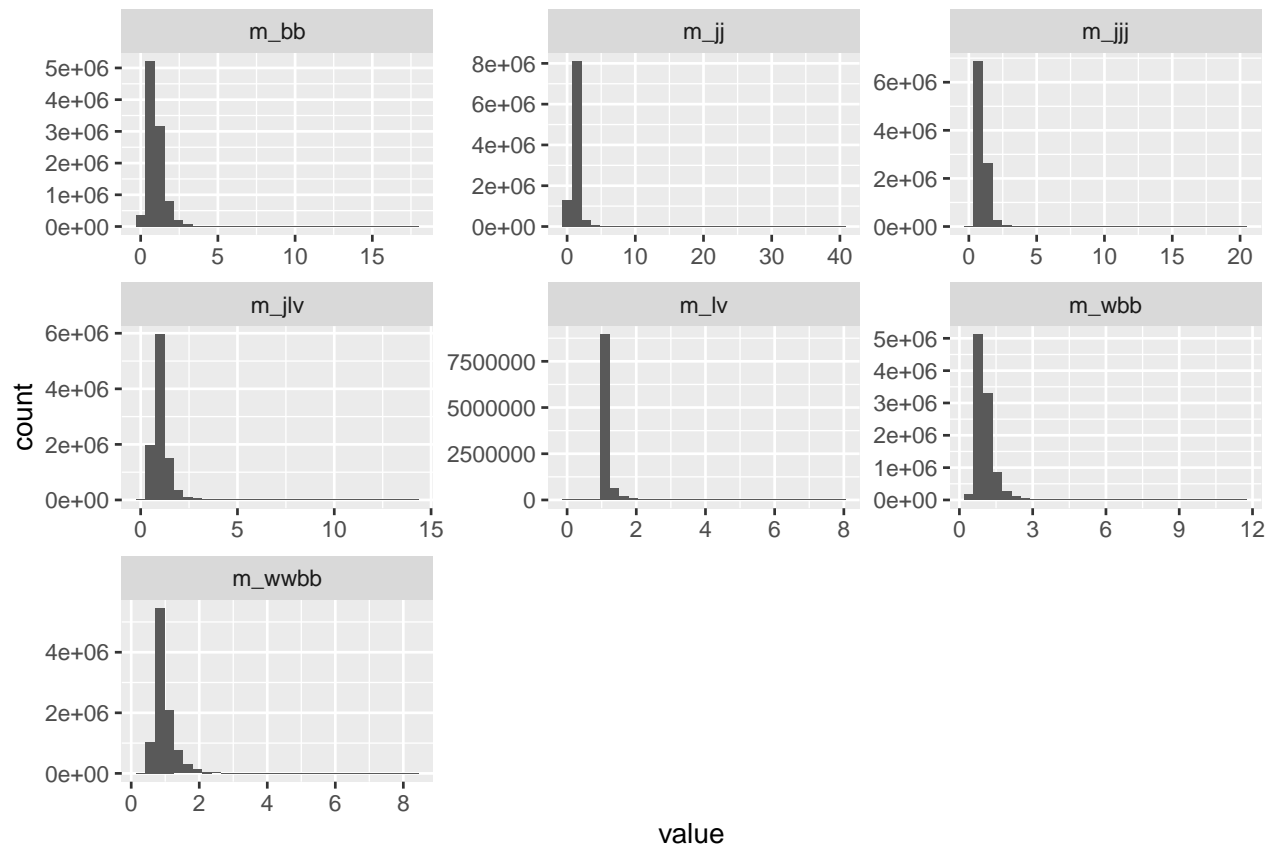 m_bb
5e+06
4e+06
3e+06
2e+06
1e+06
0e+00
0 5 10 15
m_jj
8e+06
6e+06
4e+06
2e+06
0e+00
0 10 20 30 40
m_jjj
6e+06
4e+06
2e+06
0e+00
0 5 10 15 20
count
m_jlv
6e+06
4e+06
2e+06
0e+00
0 5 10 15
m_lv
7500000
5000000
2500000
0
0 2 4 6 8
m_wbb
5e+06
4e+06
3e+06
2e+06
1e+06
0e+00
0 3 6 9 12
m_wwbb
4e+06
2e+06
0e+00
0 2 4 6 8
value